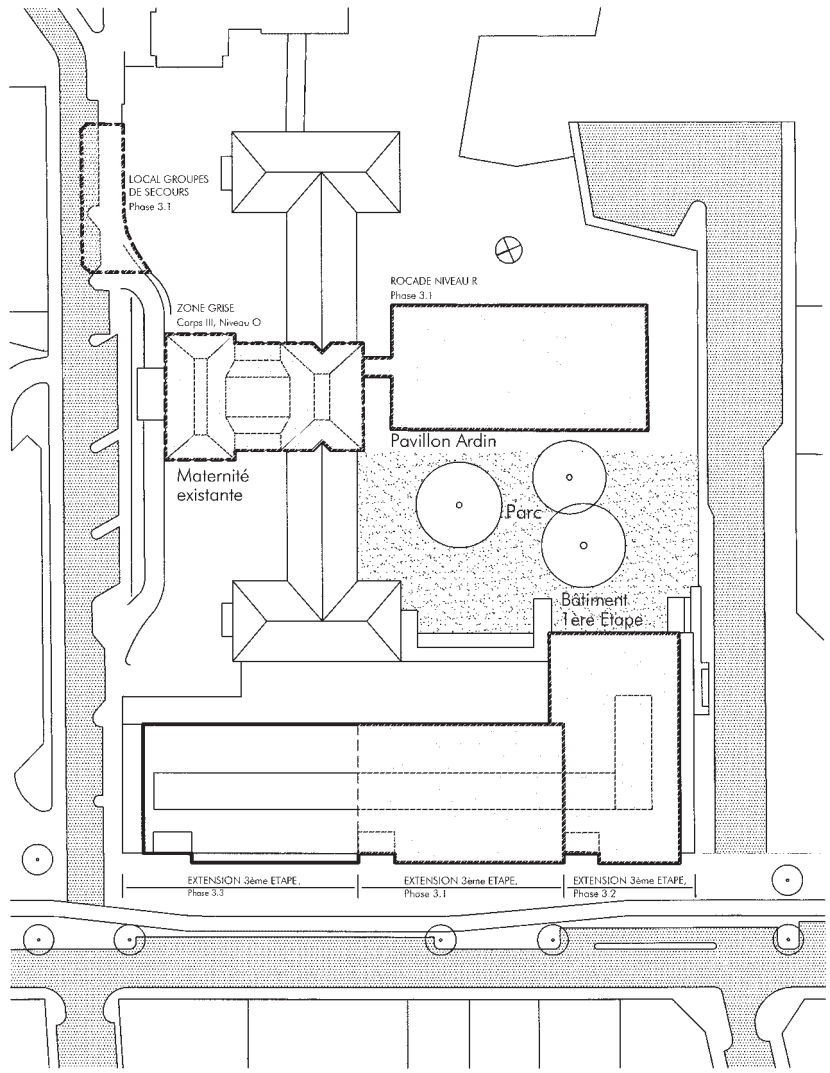 LOCAL GROUPES
DE SECOURS
Phase 3.1
ROCADE NIVEAU R
Phase 3.1
ZONE GRISE
Corps III, Niveau O
Pavillon Ardin
Maternité
existante
Parc
Bâtiment
1ère Etape
EXTENSION 3ème ETAPE,
Phase 3.3
EXTENSION 3ème ETAPE,
Phase 3.1
EXTENSION 3ème ETAPE,
Phase 3.2